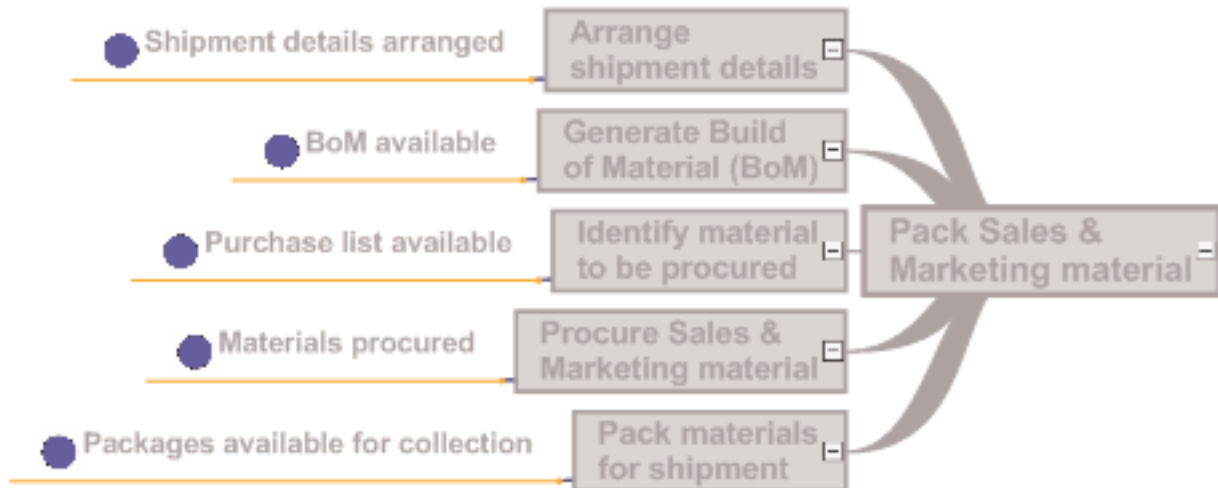 Shipment details arranged
Arrange
shipment details
BoM available
Generate Build
of Material (BoM)
Purchase list available
Identify material
to be procured
Pack Sales &
Marketing material
Materials procured
Procure Sales &
Marketing material
Packages available for collection
Pack materials
for shipment